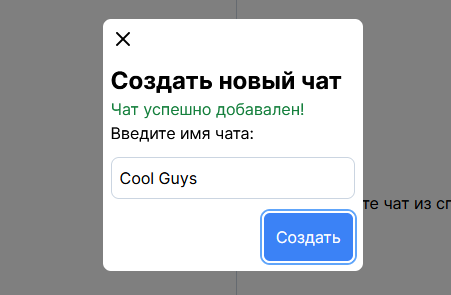 Создать новый чат
Чат успешно добавален!
Введите имя чата:
Cool Guys
те чат из сп
Создать